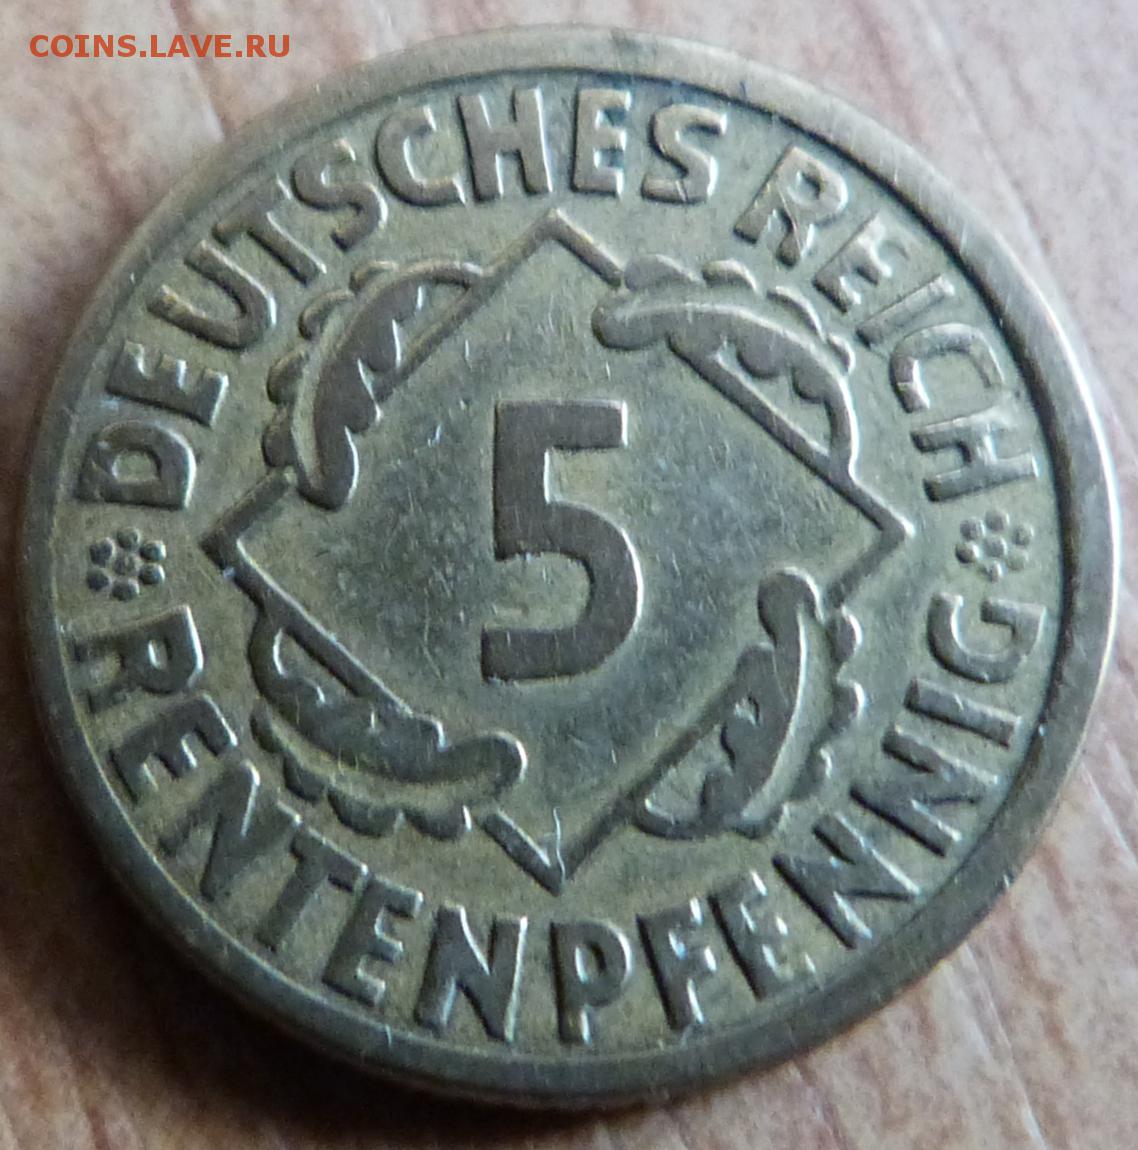 COINS.LAVE.RU
DEUTSCHES REICH
5
RENTENPFENNIG